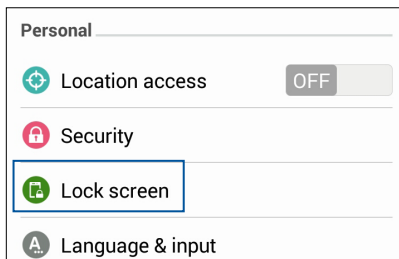 Personal
Location access OFF
Security
Lock screen
A...
Language & input